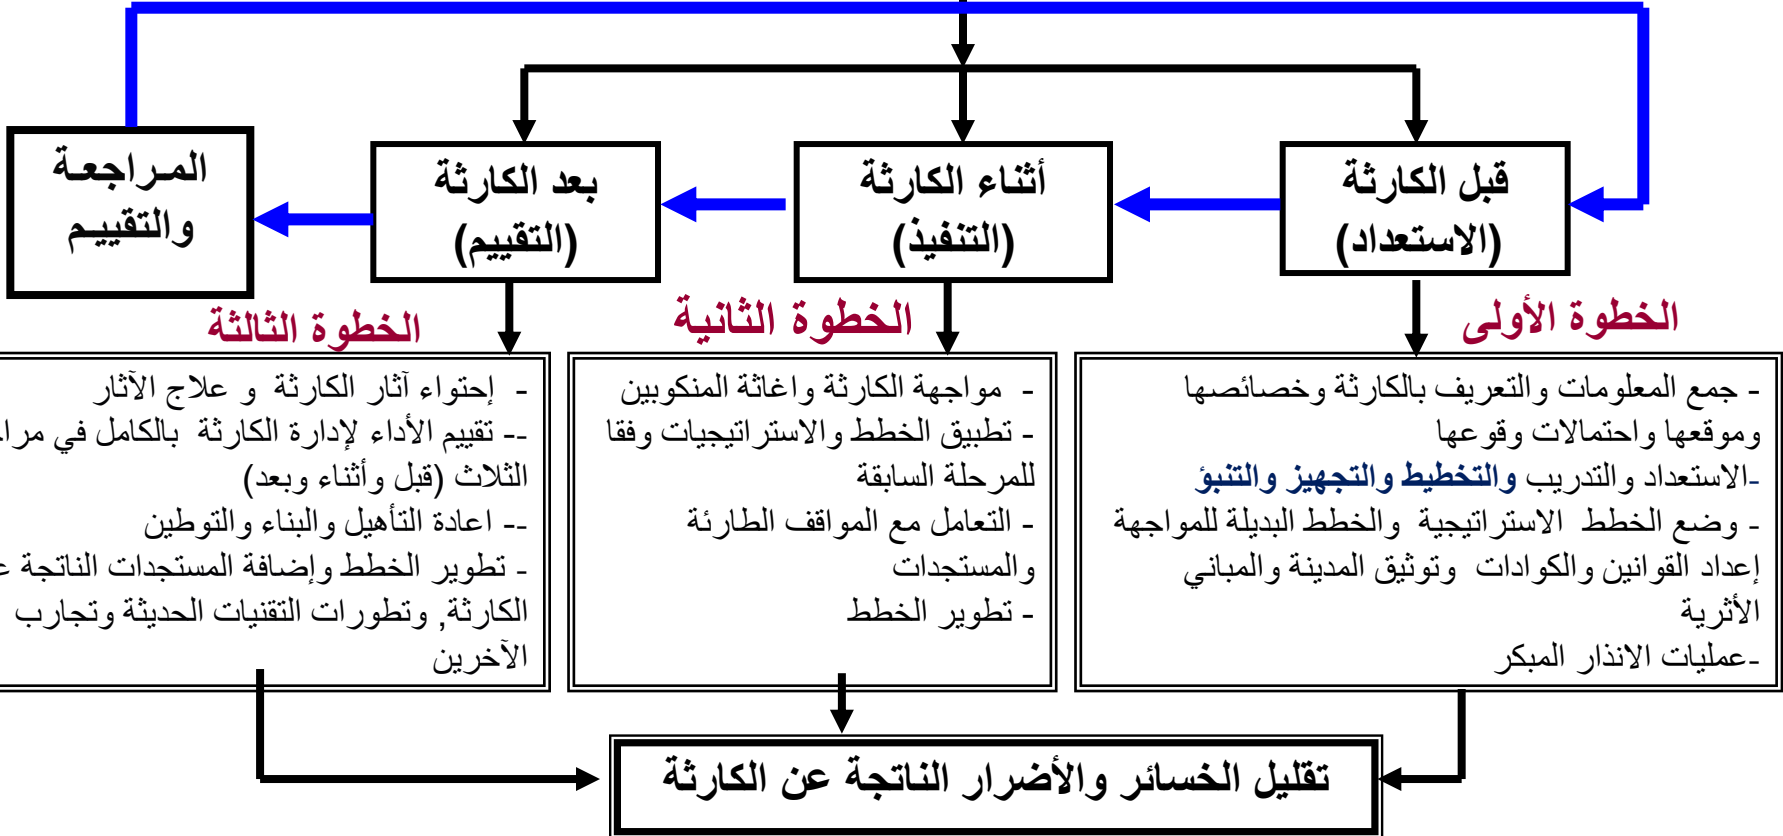 قبل الكارثة
(الاستعداد)
أثناء الكارثة
(التنفيذ)
بعد الكارثة
(التقييم)
المـراجعـة
والتقييـم
الخطوة الأولى
الخطوة الثانية
الخطوة الثالثة
- جمع المعلومات والتعريف بالكارثة وخصائصها
وموقعها واحتمالات وقوعها
-الاستعداد والتدريب والتخطيط والتجهيز والتنبؤ
- وضع الخطط الاستراتيجية والخطط البديلة للمواجهة
إعداد القوانين والكوادات وتوثيق المدينة والمباني
الأثرية
-عمليات الانذار المبكر
- مواجهة الكارثة واغاثة المنكوبين
- تطبيق الخطط والاستراتيجيات وفقا
للمرحلة السابقة
- التعامل مع المواقف الطارئة
والمستجدات
- تطوير الخطط
- إحتواء آثار الكارثة و علاج الآثار
-- تقييم الأداء لإدارة الكارثة بالكامل في
الثلاث (قبل وأثناء وبعد)
-- اعادة التأهيل والبناء والتوطين
- تطوير الخطط وإضافة المستجدات الناتجة
الكارثة, وتطورات التقنيات الحديثة وتجارب
الآخرين
تقليل الخسائر والأضرار الناتجة عن الكارثة